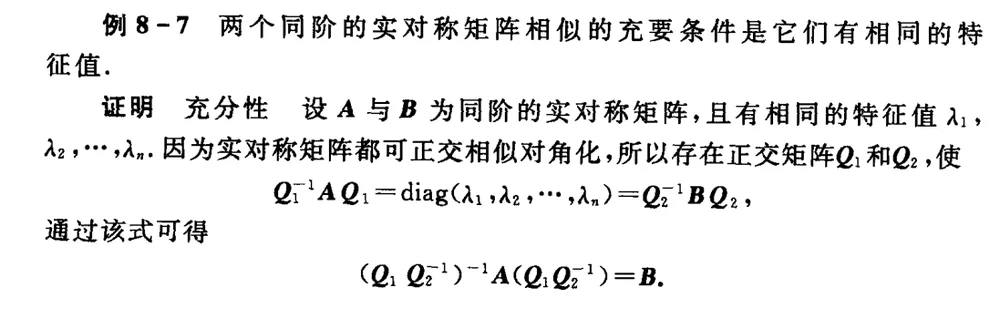 例 8-7 两个同阶的实对称矩阵相似的充要条件是它们有相同的特
征值.
证明 充分性 设 A 与 B 为同阶的实对称矩阵,且有相同的特征值 λ₁,
λ₂,⋯,λₙ.因为实对称矩阵都可正交相似对角化,所以存在正交矩阵Q₁和Q₂,使
Q₁⁻¹AQ₁=diag(λ₁,λ₂,⋯,λₙ)=Q₂⁻¹BQ₂,
通过该式可得
(Q₁ Q₂⁻¹)⁻¹A(Q₁Q₂⁻¹)=B.